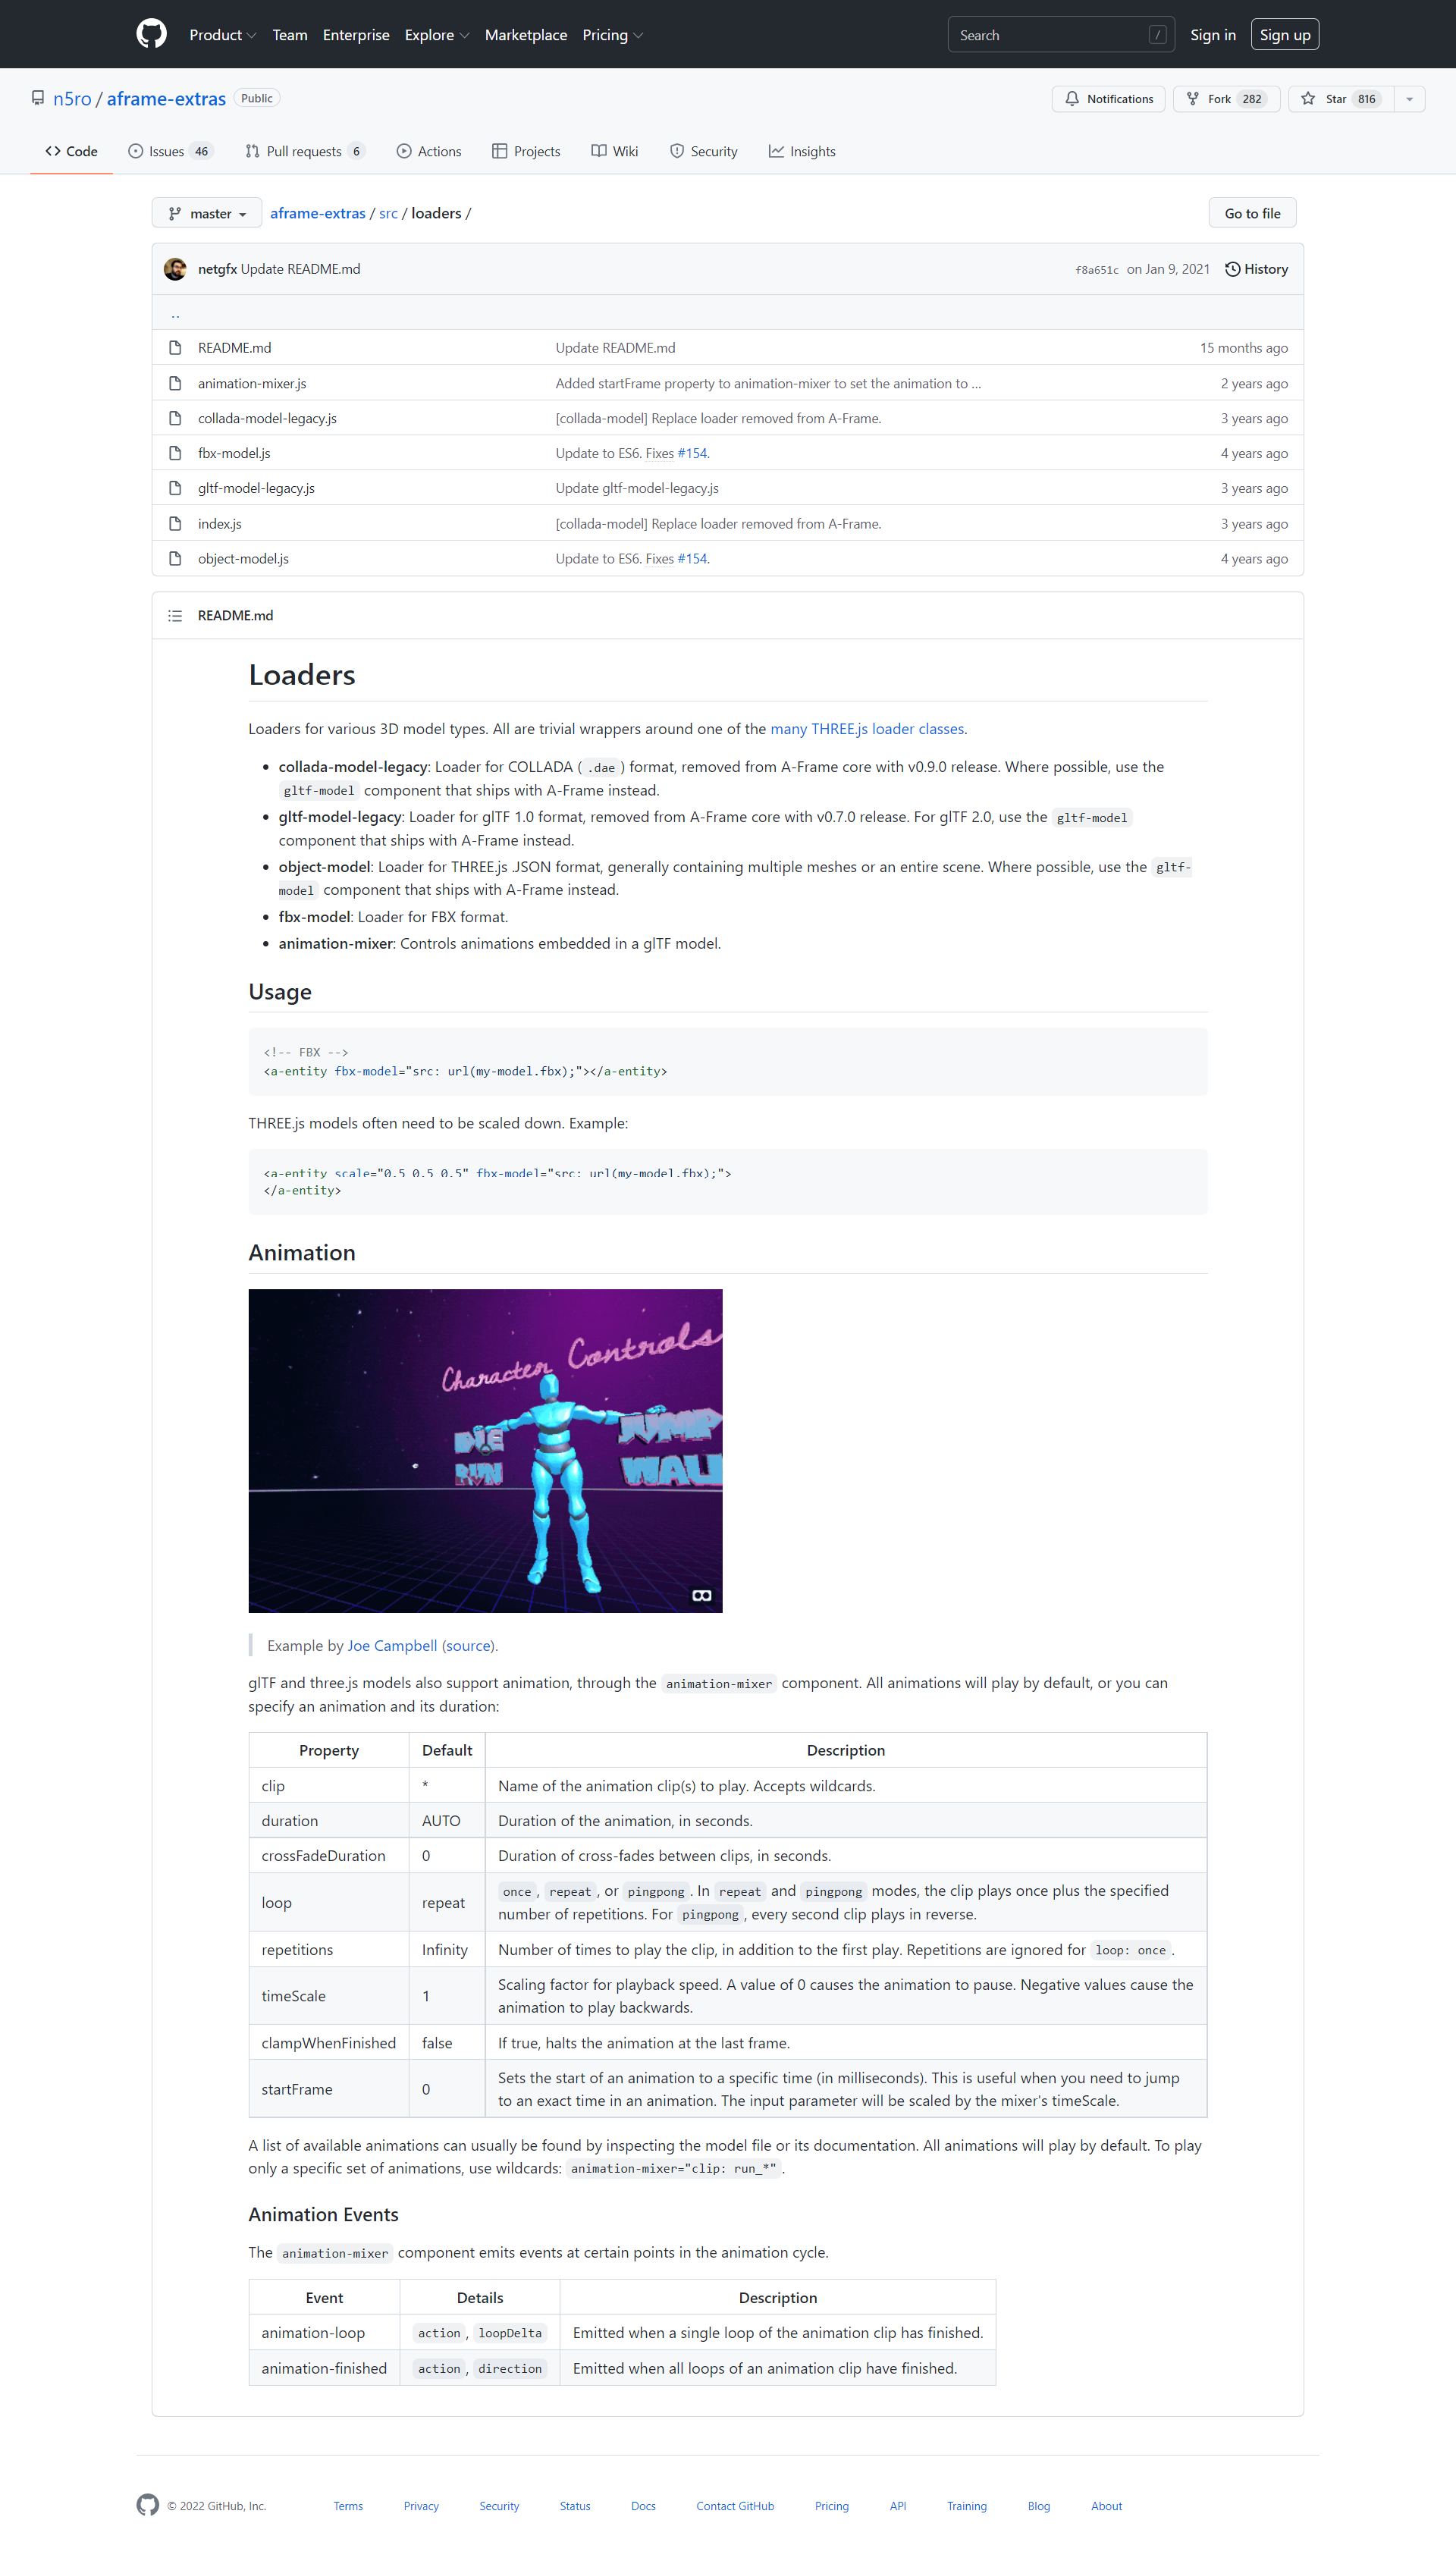 Product Team Enterprise Explore Marketplace Pricing Search / Sign in Sign up
n5ro / aframe-extras Public Notifications Fork 282 Star 816
Code Issues 46 Pull requests 6 Actions Projects Wiki Security Insights
master aframe-extras / src / loaders / Go to file
netgfx Update README.md f8a651c on Jan 9, 2021 History
..
README.md Update README.md 15 months ago
animation-mixer.js Added startFrame property to animation-mixer to set the animation to … 2 years ago
collada-model-legacy.js [collada-model] Replace loader removed from A-Frame. 3 years ago
fbx-model.js Update to ES6. Fixes #154. 4 years ago
gltf-model-legacy.js Update gltf-model-legacy.js 3 years ago
index.js [collada-model] Replace loader removed from A-Frame. 3 years ago
object-model.js Update to ES6. Fixes #154. 4 years ago
README.md
Loaders
Loaders for various 3D model types. All are trivial wrappers around one of the many THREE.js loader classes.
• collada-model-legacy: Loader for COLLADA ( .dae ) format, removed from A-Frame core with v0.9.0 release. Where possible, use the
gltf-model component that ships with A-Frame instead.
• gltf-model-legacy: Loader for glTF 1.0 format, removed from A-Frame core with v0.7.0 release. For glTF 2.0, use the gltf-model
component that ships with A-Frame instead.
• object-model: Loader for THREE.js .JSON format, generally containing multiple meshes or an entire scene. Where possible, use the gltf-
model component that ships with A-Frame instead.
• fbx-model: Loader for FBX format.
• animation-mixer: Controls animations embedded in a glTF model.
Usage
<!-- FBX -->
<a-entity fbx-model="src: url(my-model.fbx);"></a-entity>
THREE.js models often need to be scaled down. Example:
<a-entity scale="0.5 0.5 0.5" fbx-model="src: url(my-model.fbx);">
</a-entity>
Animation
Character Controls
DIE JUMP
RUN WALK
Example by Joe Campbell (source).
glTF and three.js models also support animation, through the animation-mixer component. All animations will play by default, or you can
specify an animation and its duration:
Property Default Description
clip * Name of the animation clip(s) to play. Accepts wildcards.
duration AUTO Duration of the animation, in seconds.
crossFadeDuration 0 Duration of cross-fades between clips, in seconds.
loop repeat once , repeat , or pingpong . In repeat and pingpong modes, the clip plays once plus the specified
number of repetitions. For pingpong , every second clip plays in reverse.
repetitions Infinity Number of times to play the clip, in addition to the first play. Repetitions are ignored for loop: once .
timeScale 1 Scaling factor for playback speed. A value of 0 causes the animation to pause. Negative values cause the
animation to play backwards.
clampWhenFinished false If true, halts the animation at the last frame.
startFrame 0 Sets the start of an animation to a specific time (in milliseconds). This is useful when you need to jump
to an exact time in an animation. The input parameter will be scaled by the mixer's timeScale.
A list of available animations can usually be found by inspecting the model file or its documentation. All animations will play by default. To play
only a specific set of animations, use wildcards: animation-mixer="clip: run_*" .
Animation Events
The animation-mixer component emits events at certain points in the animation cycle.
Event Details Description
animation-loop action , loopDelta Emitted when a single loop of the animation clip has finished.
animation-finished action , direction Emitted when all loops of an animation clip have finished.
© 2022 GitHub, Inc. Terms Privacy Security Status Docs Contact GitHub Pricing API Training Blog About